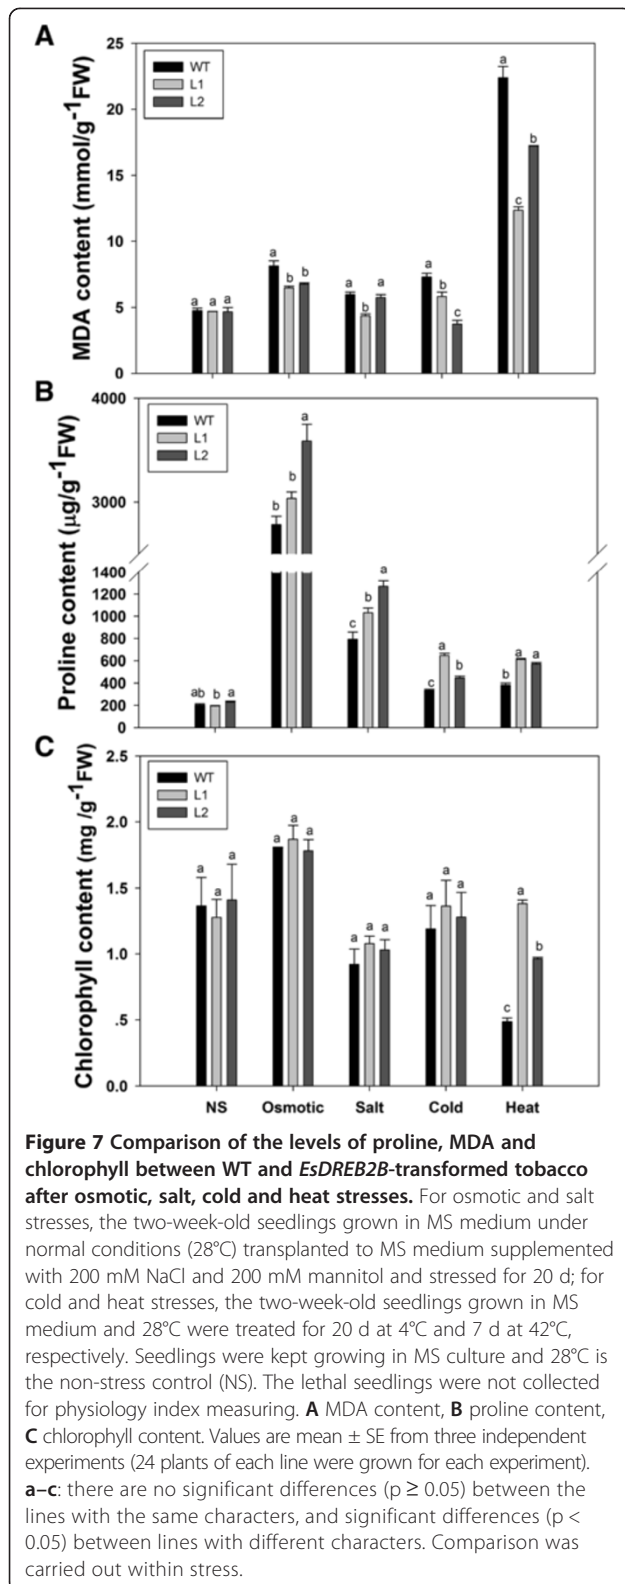 A
MDA content (mmol/g-1FW)
25
20
15
10
5
0
WT
L1
L2
a a a
a b b
a b a
a b c
a c b
B
Proline content (μg/g-1FW)
4000
3000
1400
1200
1000
800
600
400
200
0
WT
L1
L2
ab b a
b b a
c b a
c a b
b a a
C
Chlorophyll content (mg /g-1FW)
2.5
2.0
1.5
1.0
.5
0.0
WT
L1
L2
a a a
a a a
a a a
a a a
c a b
NS Osmotic Salt Cold Heat
Figure 7 Comparison of the levels of proline, MDA and
chlorophyll between WT and EsDREB2B-transformed tobacco
after osmotic, salt, cold and heat stresses. For osmotic and salt
stresses, the two-week-old seedlings grown in MS medium under
normal conditions (28°C) transplanted to MS medium supplemented
with 200 mM NaCl and 200 mM mannitol and stressed for 20 d; for
cold and heat stresses, the two-week-old seedlings grown in MS
medium and 28°C were treated for 20 d at 4°C and 7 d at 42°C,
respectively. Seedlings were kept growing in MS culture and 28°C is
the non-stress control (NS). The lethal seedlings were not collected
for physiology index measuring. A MDA content, B proline content,
C chlorophyll content. Values are mean ± SE from three independent
experiments (24 plants of each line were grown for each experiment).
a–c: there are no significant differences (p ≥ 0.05) between the
lines with the same characters, and significant differences (p <
0.05) between lines with different characters. Comparison was
carried out within stress.